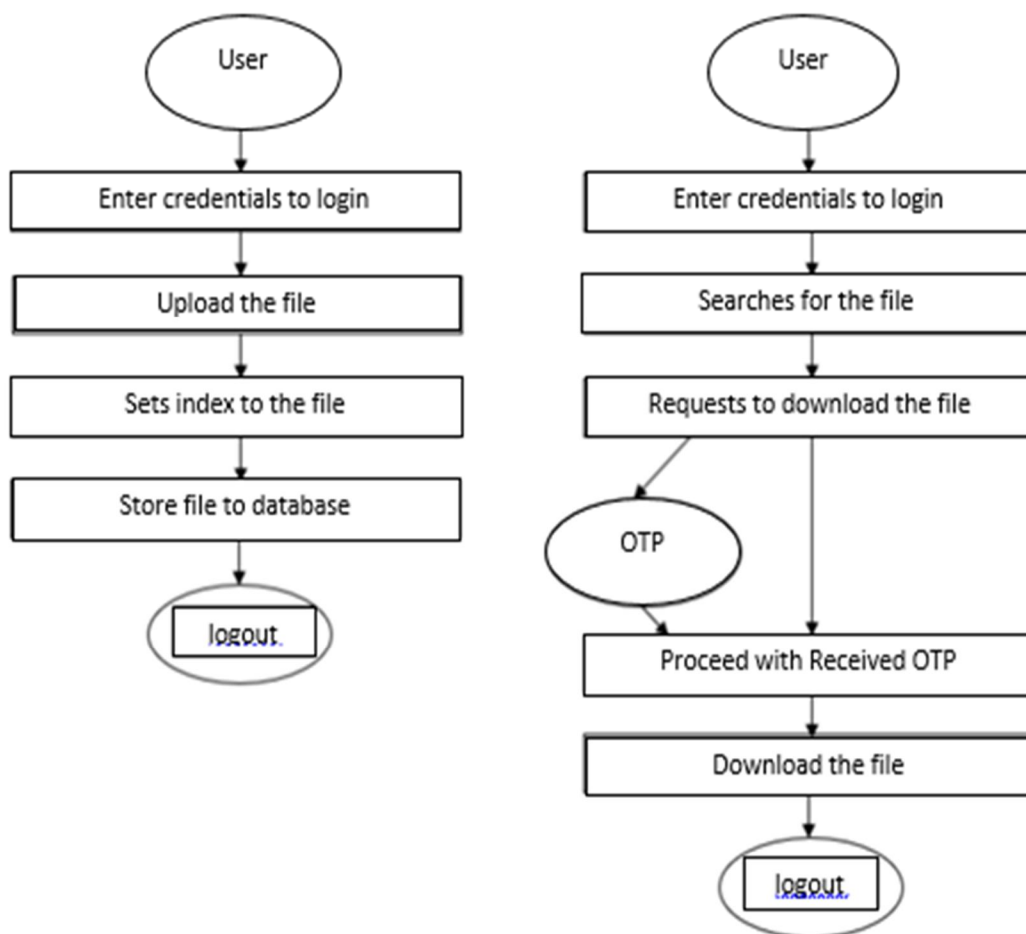 User
Enter credentials to login
Upload the file
Sets index to the file
Store file to database
logout
User
Enter credentials to login
Searches for the file
Requests to download the file
OTP
Proceed with Received OTP
Download the file
logout